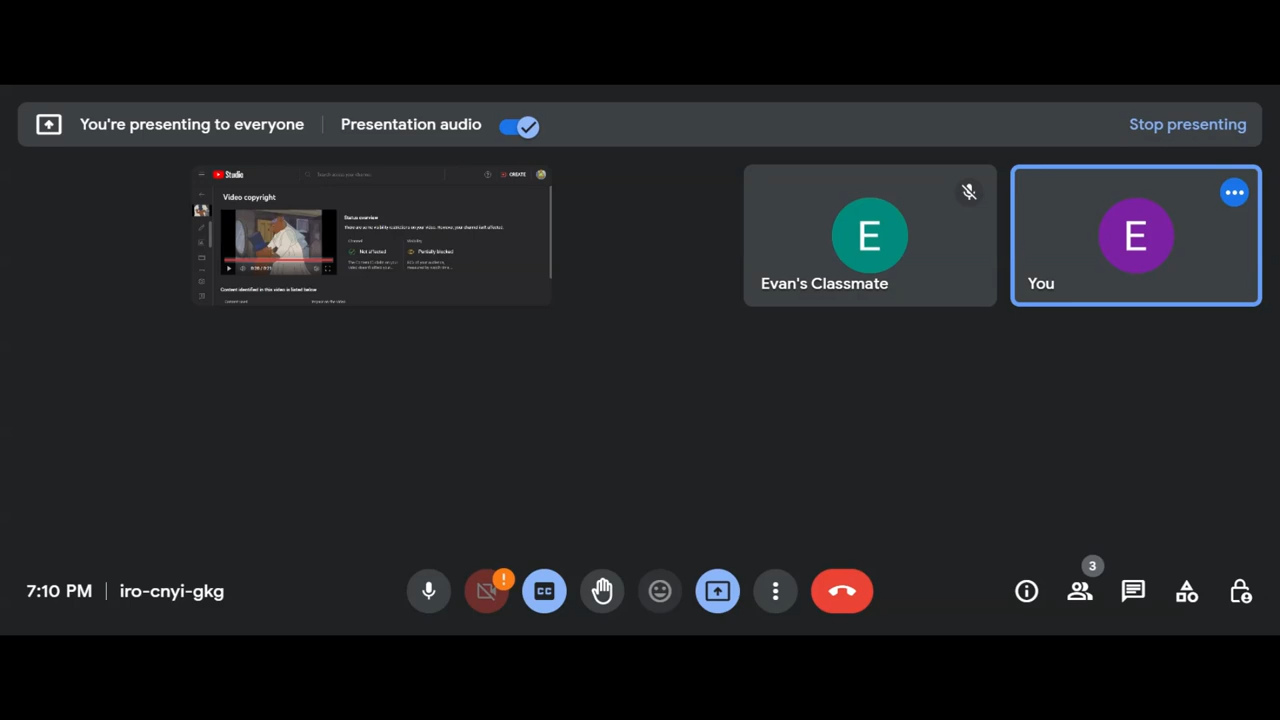 You're presenting to everyone
Presentation audio
Stop presenting
Studio
CREATE
Video copyright
Status overview
Not affected
Partially blocked
Content identified in this video is listed below
E
Evan's Classmate
E
You
7:10 PM
iro-cnyi-gkg
!
CC
3